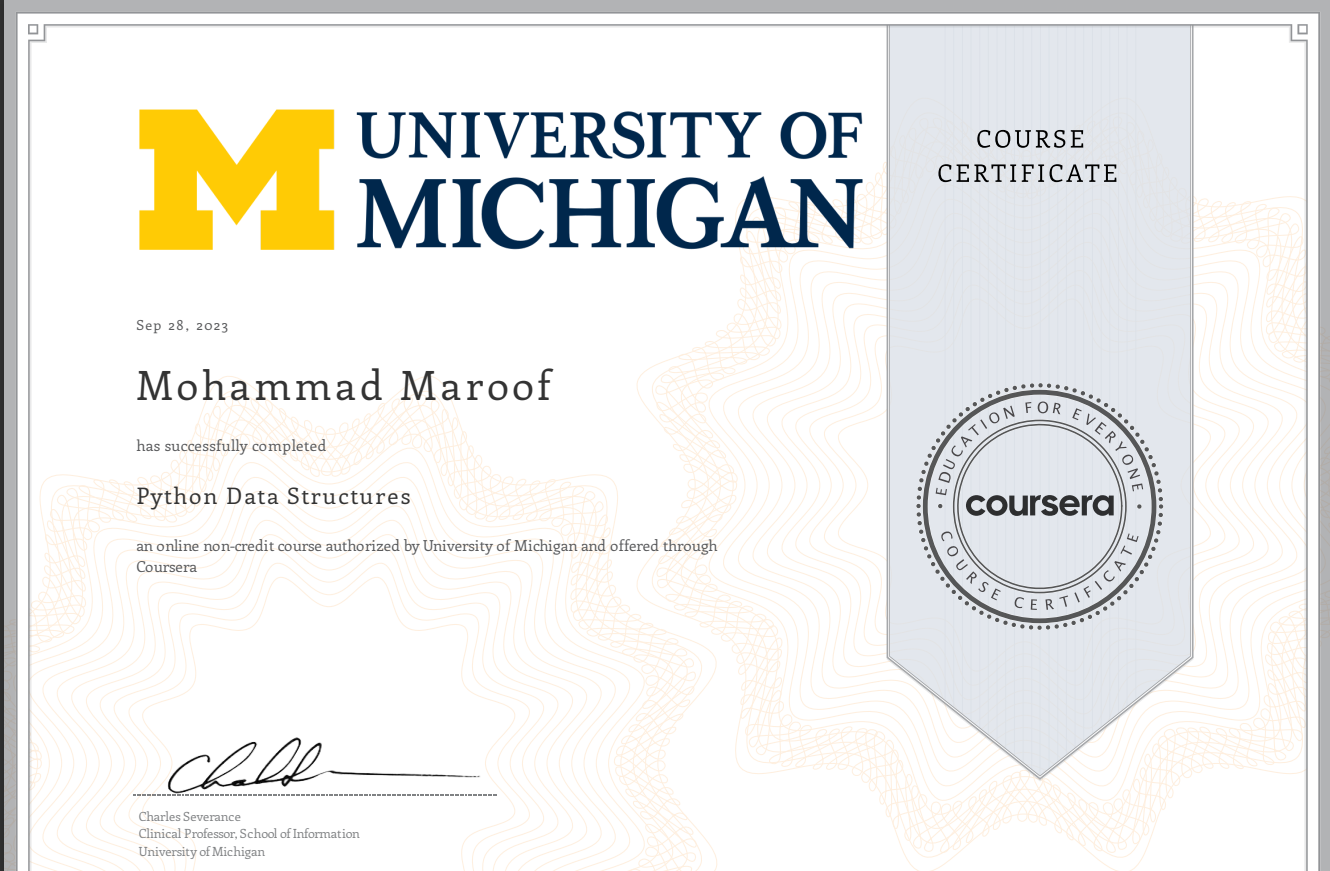 UNIVERSITY OF
MICHIGAN
COURSE
CERTIFICATE
Sep 28, 2023
Mohammad Maroof
has successfully completed
Python Data Structures
an online non-credit course authorized by University of Michigan and offered through
Coursera
EDUCATION FOR EVERYONE
coursera
COURSE CERTIFICATE
Charles Severance
Clinical Professor, School of Information
University of Michigan